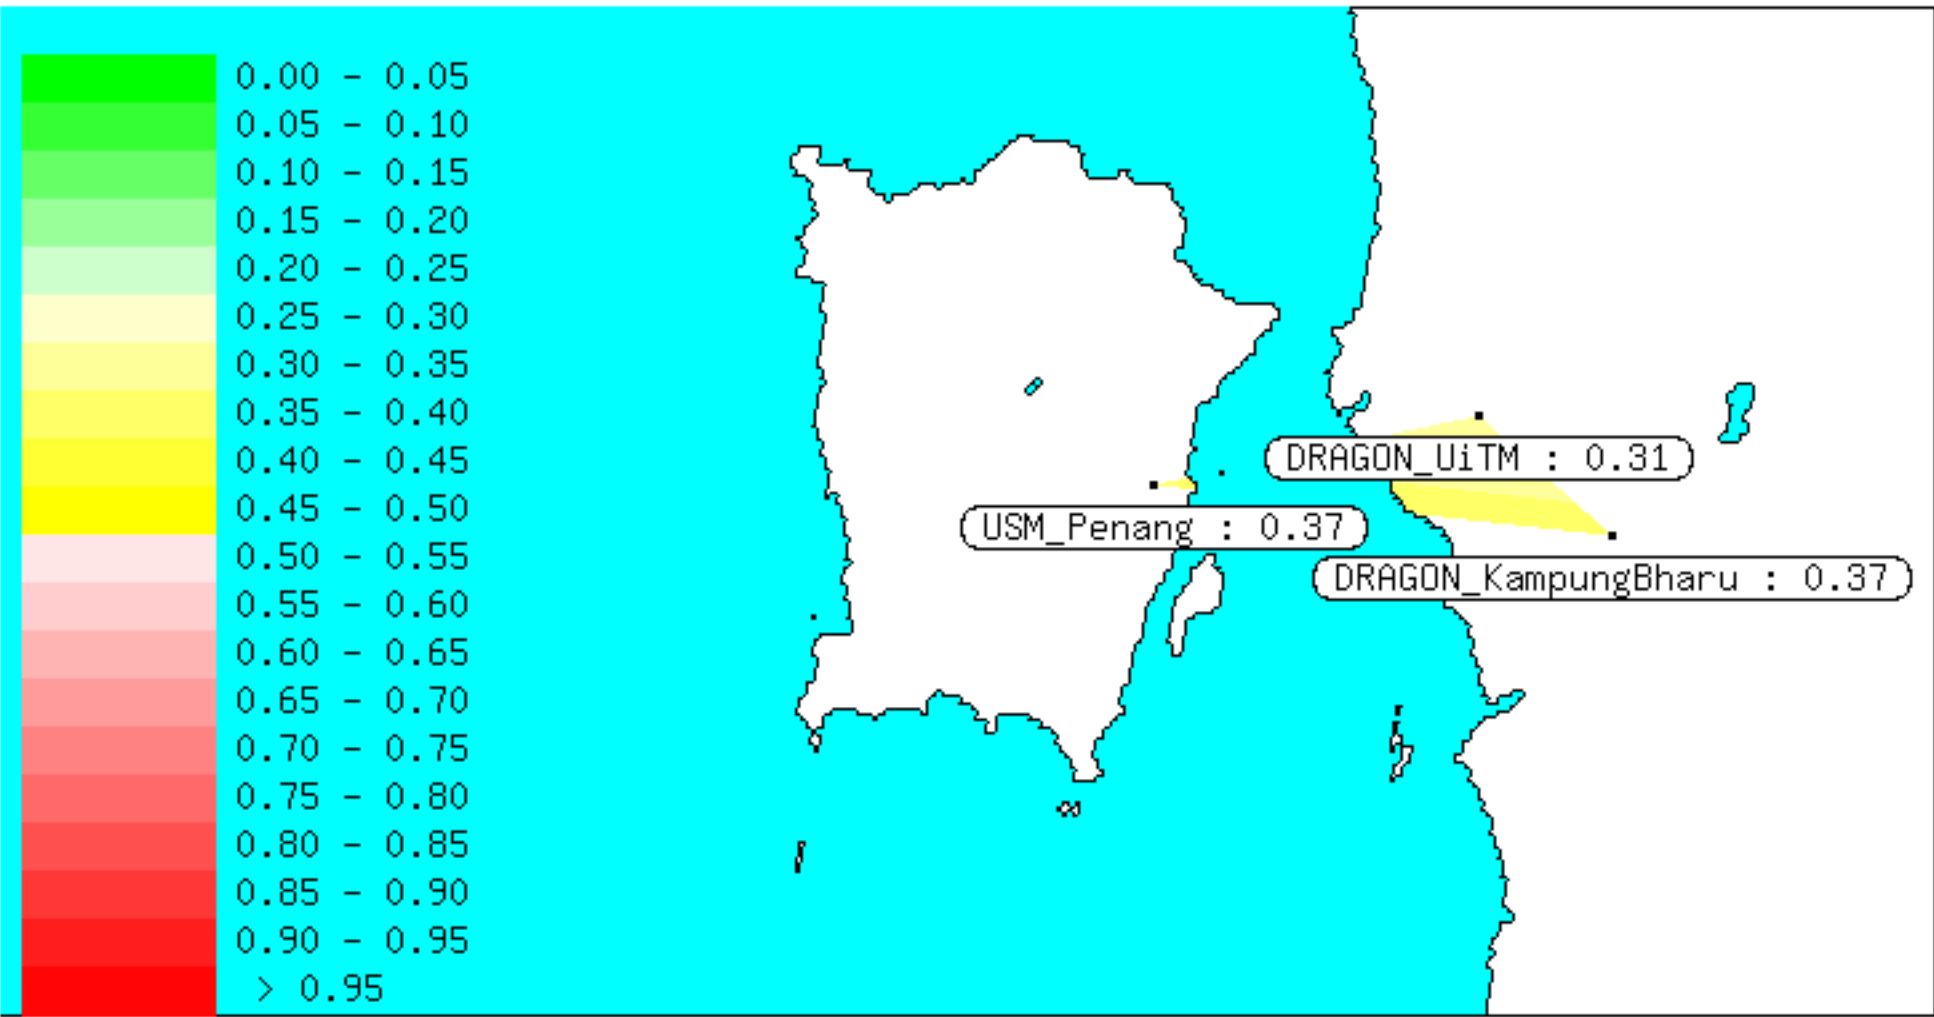 0.00 - 0.05
0.05 - 0.10
0.10 - 0.15
0.15 - 0.20
0.20 - 0.25
0.25 - 0.30
0.30 - 0.35
0.35 - 0.40
0.40 - 0.45
0.45 - 0.50
0.50 - 0.55
0.55 - 0.60
0.60 - 0.65
0.65 - 0.70
0.70 - 0.75
0.75 - 0.80
0.80 - 0.85
0.85 - 0.90
0.90 - 0.95
> 0.95
DRAGON_UiTM : 0.31
USM_Penang : 0.37
DRAGON_KampungBharu : 0.37